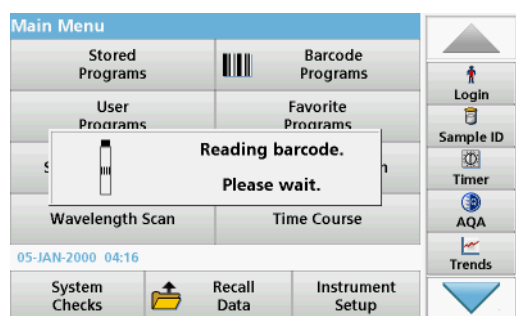 Main Menu
Stored
Programs
Barcode
Programs
User
Programs
Favorite
Programs
Reading barcode.
Please wait.
Wavelength Scan
Time Course
05-JAN-2000 04:16
System
Checks
Recall
Data
Instrument
Setup
Login
Sample ID
Timer
AQA
Trends